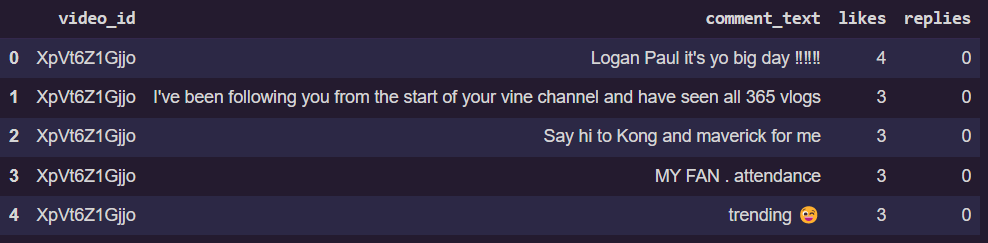 video_id comment_text likes replies
0 XpVt6Z1Gjjo Logan Paul it's yo big day ‼️‼️‼️ 4 0
1 XpVt6Z1Gjjo I've been following you from the start of your vine channel and have seen all 365 vlogs 3 0
2 XpVt6Z1Gjjo Say hi to Kong and maverick for me 3 0
3 XpVt6Z1Gjjo MY FAN . attendance 3 0
4 XpVt6Z1Gjjo trending 😉 3 0